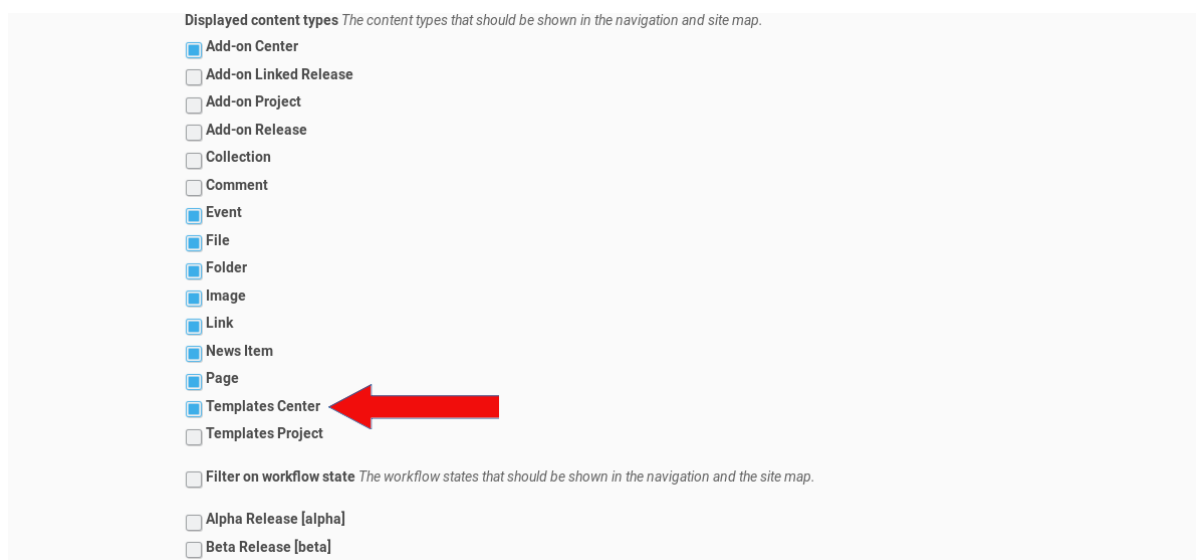 Displayed content types The content types that should be shown in the navigation and site map.
Add-on Center
Add-on Linked Release
Add-on Project
Add-on Release
Collection
Comment
Event
File
Folder
Image
Link
News Item
Page
Templates Center
Templates Project
Filter on workflow state The workflow states that should be shown in the navigation and the site map.
Alpha Release [alpha]
Beta Release [beta]